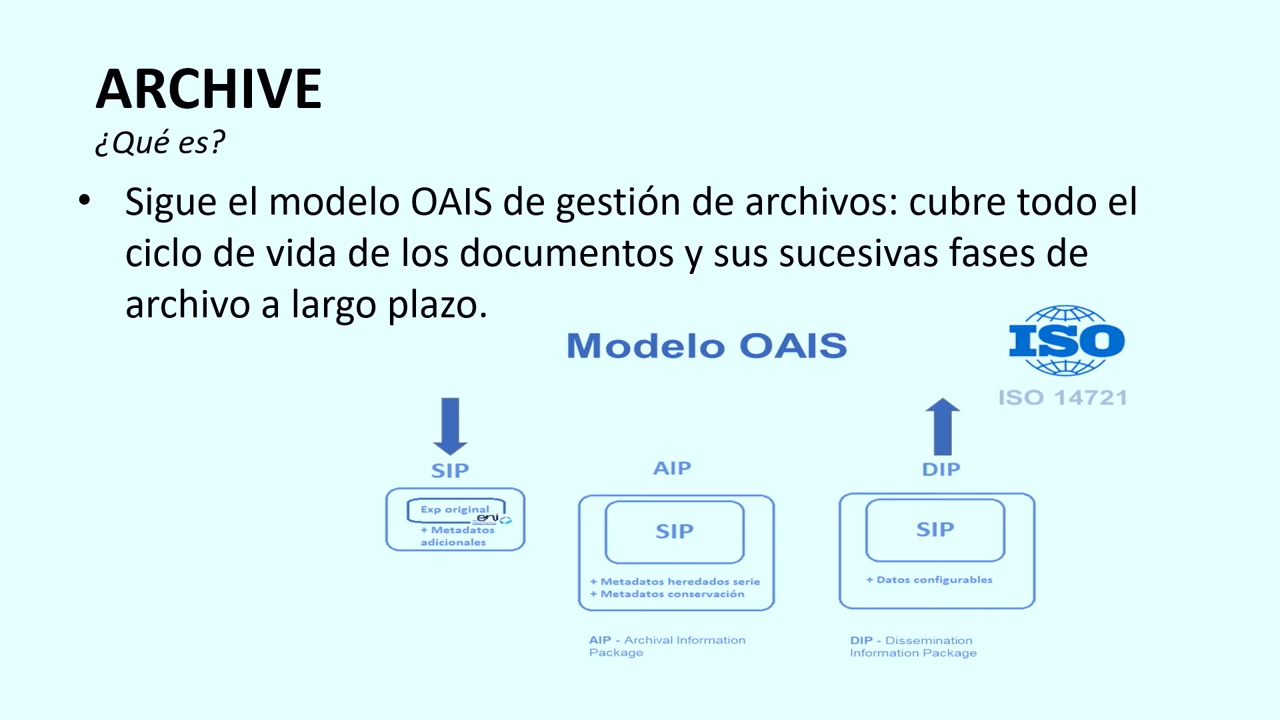 ARCHIVE
¿Qué es?
• Sigue el modelo OAIS de gestión de archivos: cubre todo el
ciclo de vida de los documentos y sus sucesivas fases de
archivo a largo plazo.
Modelo OAIS
ISO
ISO 14721
SIP
Exp original
eni
+ Metadatos
adicionales
AIP
SIP
+ Metadatos heredados serie
+ Metadatos conservación
AIP - Archival Information
Package
DIP
SIP
+ Datos configurables
DIP - Dissemination
Information Package